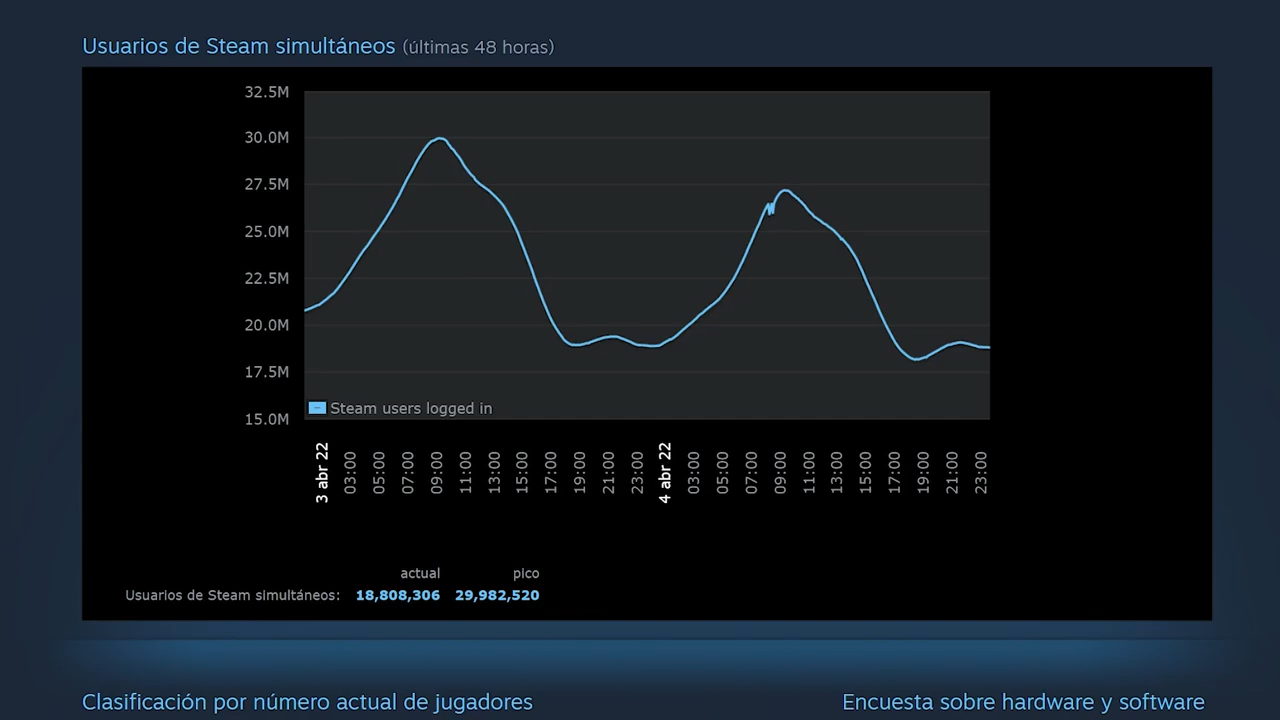 Usuarios de Steam simultáneos (últimas 48 horas)
32.5M
30.0M
27.5M
25.0M
22.5M
20.0M
17.5M
15.0M
Steam users logged in
3 abr 22
03:00
05:00
07:00
09:00
11:00
13:00
15:00
17:00
19:00
21:00
23:00
4 abr 22
03:00
05:00
07:00
09:00
11:00
13:00
15:00
17:00
19:00
21:00
23:00
actual pico
Usuarios de Steam simultáneos: 18,808,306 29,982,520
Clasificación por número actual de jugadores
Encuesta sobre hardware y software